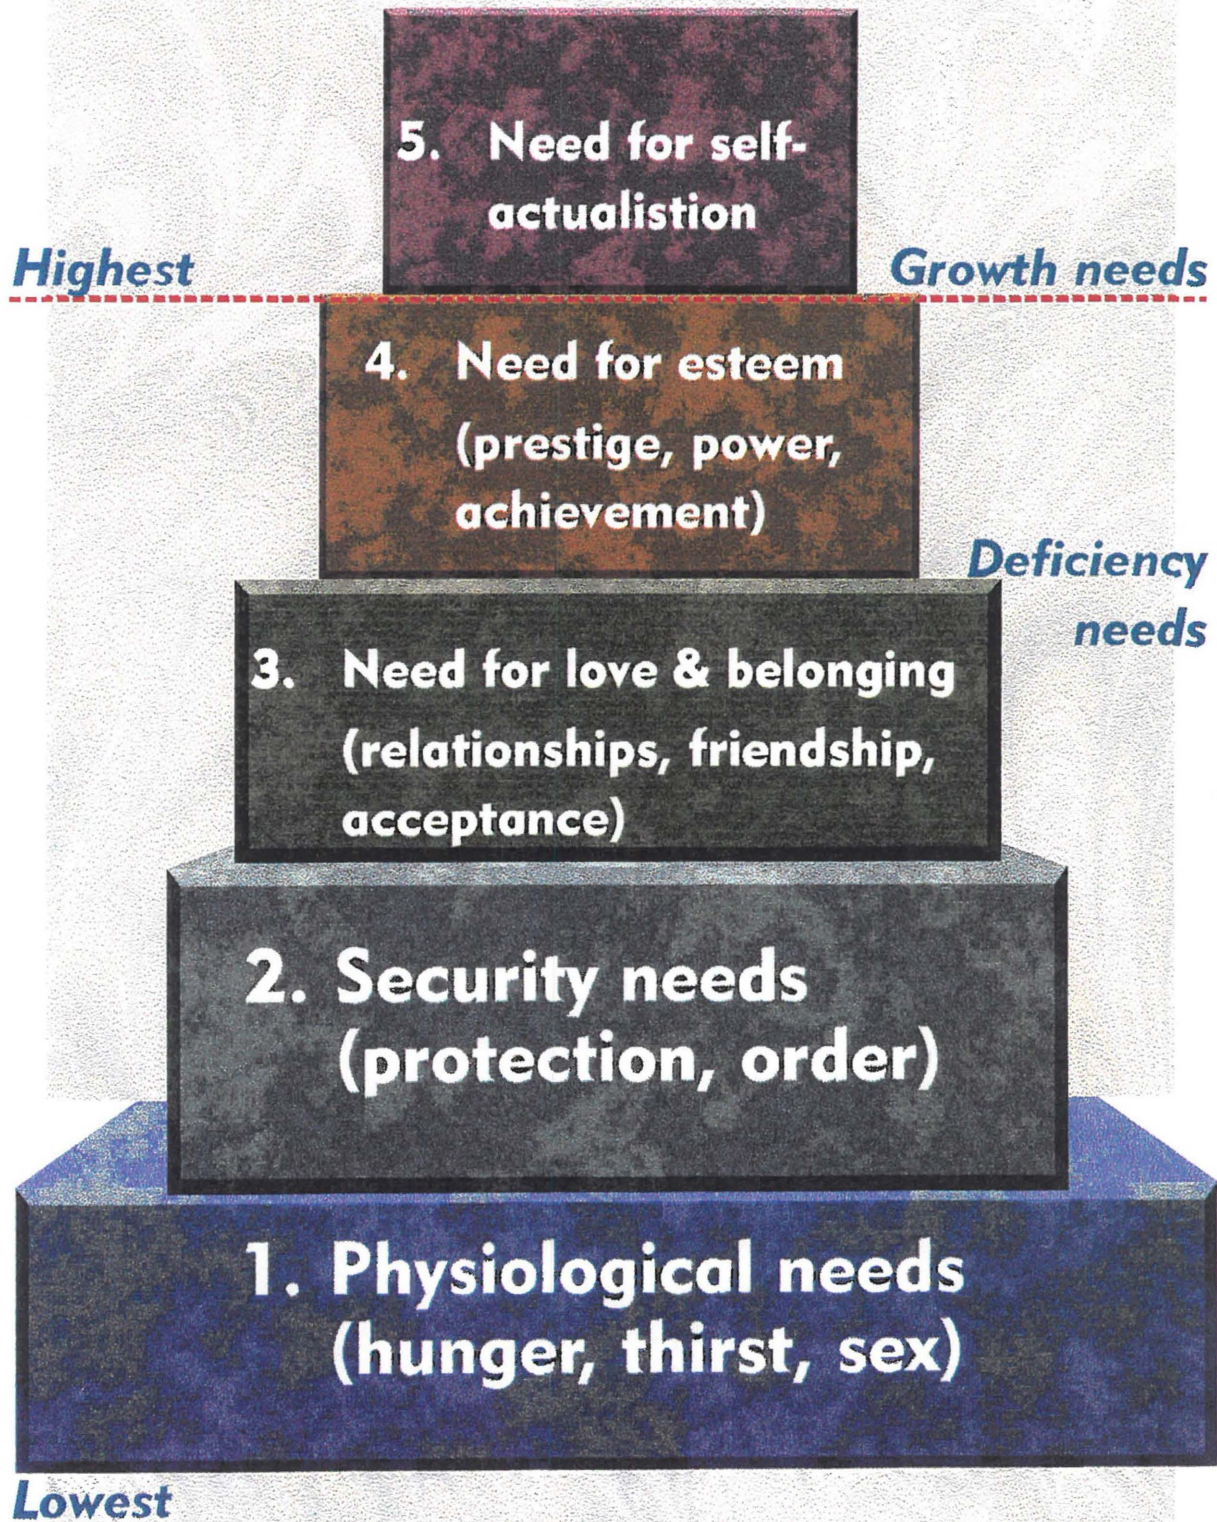 5. Need for self-
actualistion
Highest
Growth needs
4. Need for esteem
(prestige, power,
achievement)
Deficiency
needs
3. Need for love & belonging
(relationships, friendship,
acceptance)
2. Security needs
(protection, order)
1. Physiological needs
(hunger, thirst, sex)
Lowest